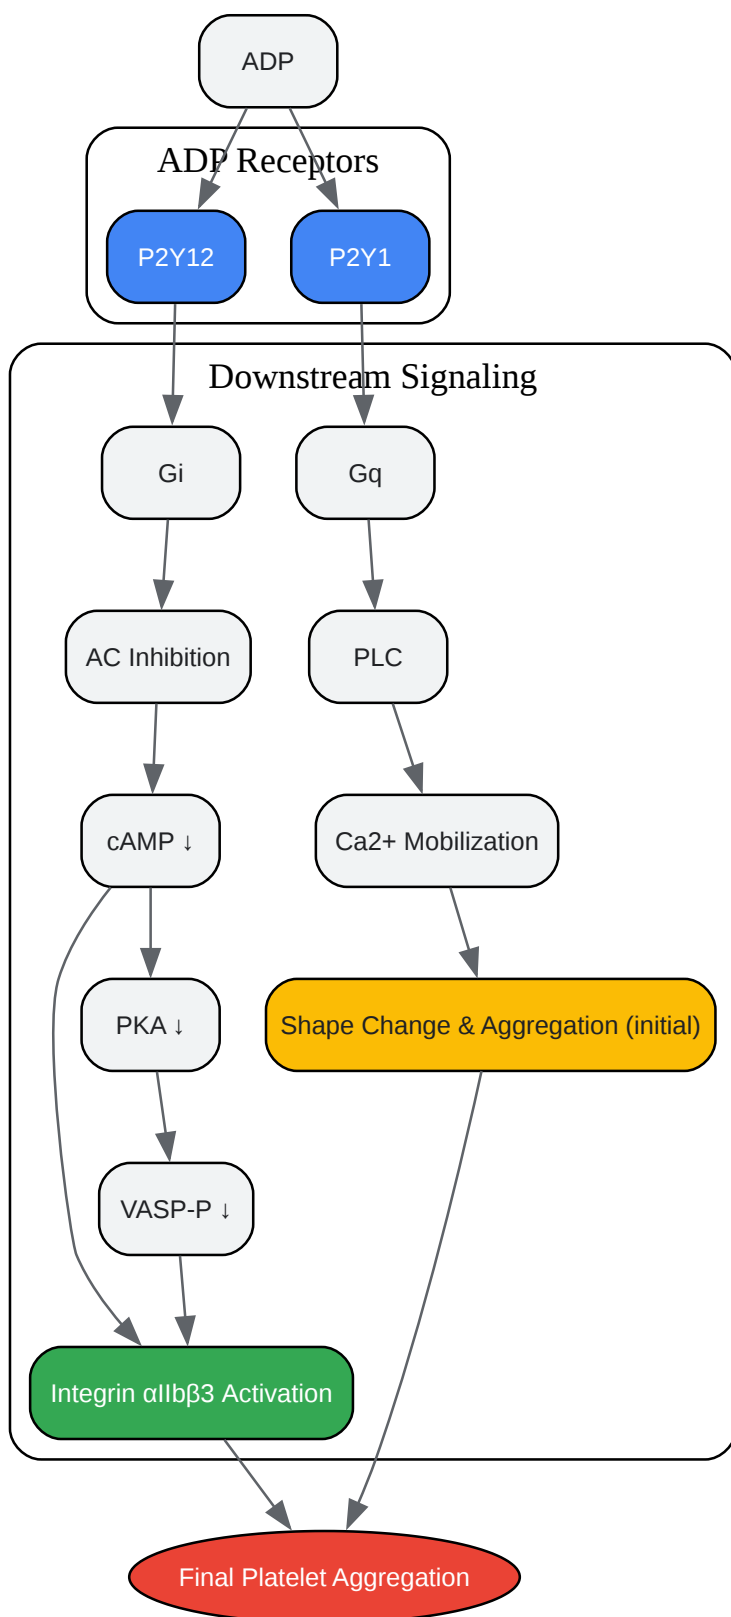 ADP
ADP Receptors
P2Y12
P2Y1
Downstream Signaling
Gi
Gq
AC Inhibition
PLC
cAMP ↓
Ca2+ Mobilization
PKA ↓
Shape Change & Aggregation (initial)
VASP-P ↓
Integrin αIIbβ3 Activation
Final Platelet Aggregation